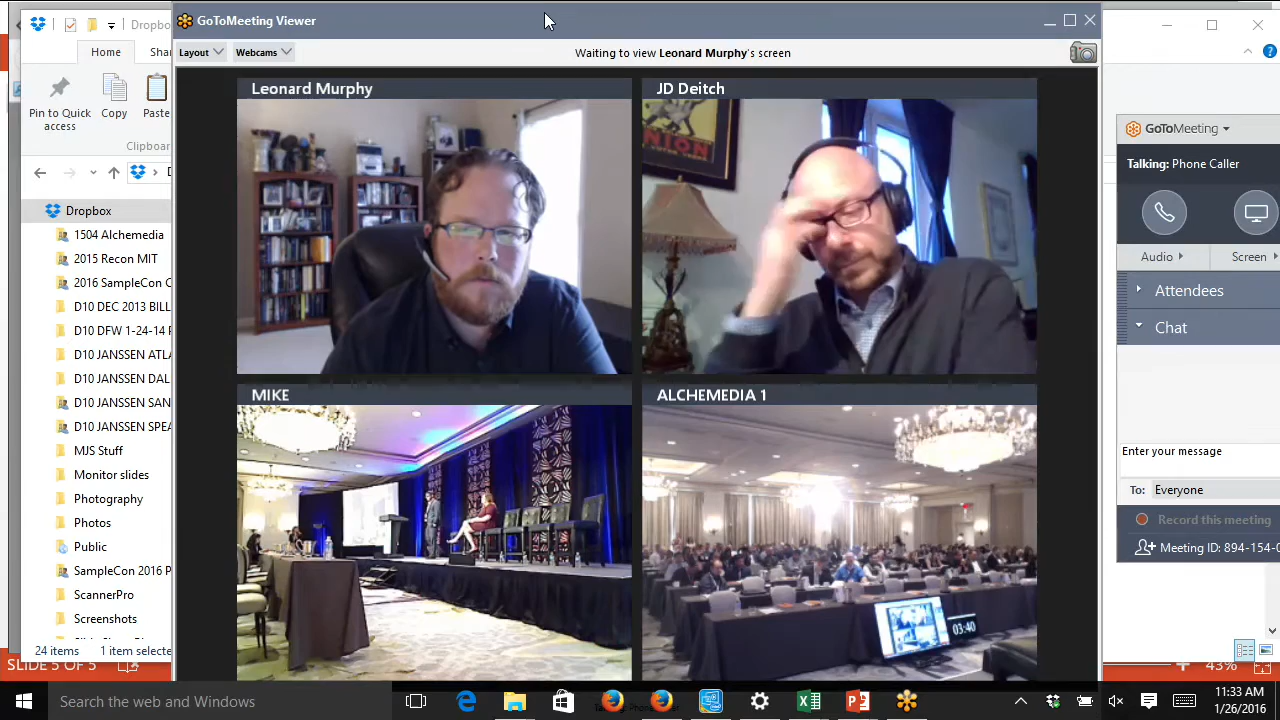 Dropbox
GoToMeeting Viewer
Home
Layout
Webcams
Waiting to view Leonard Murphy's screen
Pin to Quick access
Copy
Paste
Leonard Murphy
JD Deitch
GoToMeeting
Talking: Phone Caller
Audio
Screen
Attendees
Chat
Dropbox
1504 Alchemedia
2015 Recon MIT
2016 SampleCon
D10 DEC 2013 BILL
D10 DFW 1-24-14
D10 JANSSEN ATLA
D10 JANSSEN DAL
D10 JANSSEN SAN
D10 JANSSEN SPE
MJS Stuff
Monitor slides
Photography
Photos
Public
SampleCon 2016 P
ScannerPro
Screenshots
MIKE
ALCHEMEDIA 1
UNION
03:40
Enter your message
To: Everyone
Record this meeting
Meeting ID: 894-154-0
24 items
1 item selecte
SLIDE 5 OF 5
43%
Search the web and Windows
11:33 AM
1/26/2016